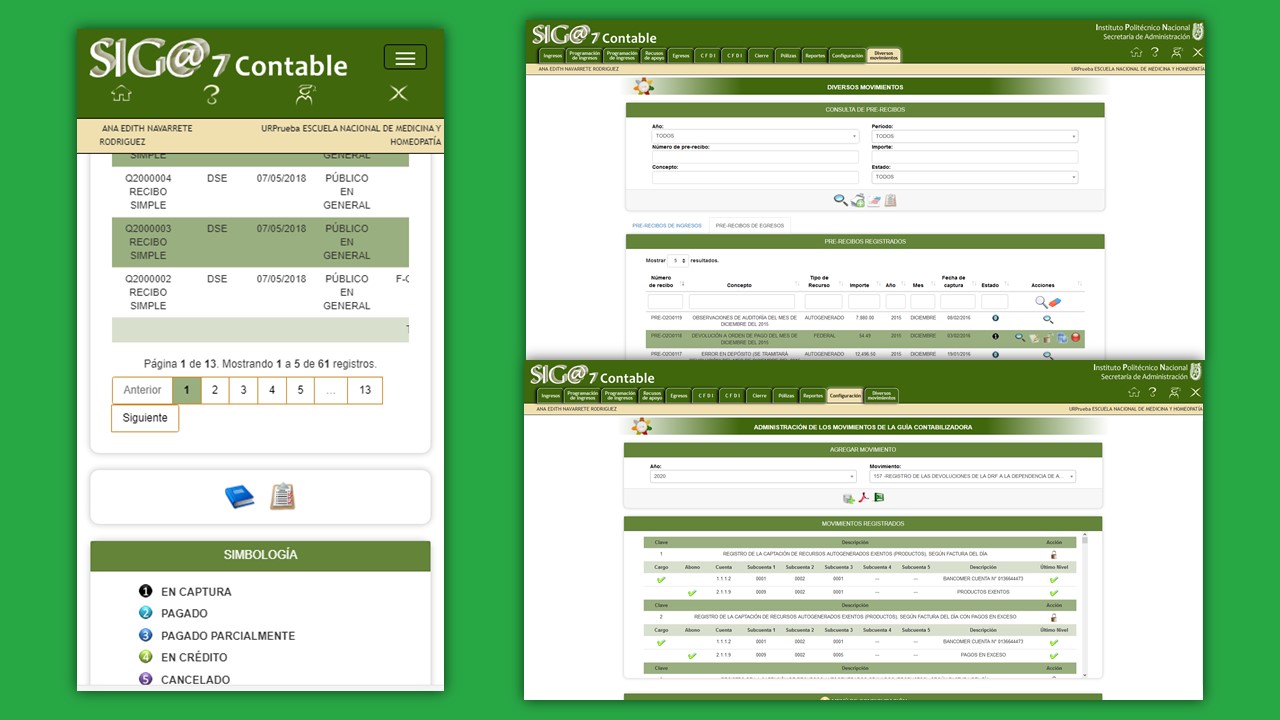 SIG@ 7 Contable
ANA EDITH NAVARRETE RODRIGUEZ
URPrueba ESCUELA NACIONAL DE MEDICINA Y HOMEOPATÍA
SIMPLE GENERAL
Q2000004 RECIBO SIMPLE DSE 07/05/2018 PÚBLICO EN GENERAL
Q2000003 RECIBO SIMPLE DSE 07/05/2018 PÚBLICO EN GENERAL
Q2000002 RECIBO SIMPLE DSE 07/05/2018 PÚBLICO EN GENERAL
Página 1 de 13. Mostrando 1 a 5 de 61 registros.
Anterior 1 2 3 4 5 ... 13
Siguiente
SIMBOLOGÍA
1 EN CAPTURA
2 PAGADO
3 PAGADO PARCIALMENTE
4 EN CRÉDITO
5 CANCELADO
SIG@ 7 Contable
Instituto Politécnico Nacional
Secretaría de Administración
Ingresos Programación de ingresos Programación de ingresos Recusos de apoyo Egresos C F D I C F D I Cierre Pólizas Reportes Configuración Diversos movimientos
ANA EDITH NAVARRETE RODRIGUEZ URPrueba ESCUELA NACIONAL DE MEDICINA Y HOMEOPATÍA
DIVERSOS MOVIMIENTOS
CONSULTA DE PRE-RECIBOS
Año: Período:
TODOS TODOS
Número de pre-recibo: Importe:
Concepto: Estado:
TODOS
PRE-RECIBOS DE INGRESOS PRE-RECIBOS DE EGRESOS
PRE-RECIBOS REGISTRADOS
Mostrar 5 resultados.
Número de recibo Concepto Tipo de Recurso Importe Año Mes Fecha de captura Estado Acciones
PRE-O2O0119 OBSERVACIONES DE AUDITORÍA DEL MES DE DICIEMBRE DEL 2015 AUTOGENERADO 7,880.00 2015 DICIEMBRE 08/02/2016
DEVOLUCIÓN A ORDEN DE PAGO DEL MES DE DICIEMBRE DEL 2015 FEDERAL 2015 DICIEMBRE 03/02/2016 1
PRE-O2O0117 ERROR EN DEPÓSITO (SE TRAMITARÁ AUTOGENERADO 12,496.50 2015 DICIEMBRE 19/01/2016
SIG@ 7 Contable
Instituto Politécnico Nacional
Secretaría de Administración
Ingresos Programación de ingresos Programación de ingresos Recusos de apoyo Egresos C F D I C F D I Cierre Pólizas Reportes Configuración Diversos movimientos
ANA EDITH NAVARRETE RODRIGUEZ URPrueba ESCUELA NACIONAL DE MEDICINA Y HOMEOPATÍA
ADMINISTRACIÓN DE LOS MOVIMIENTOS DE LA GUÍA CONTABILIZADORA
AGREGAR MOVIMIENTO
Año: Movimiento:
2020 157 -REGISTRO DE LAS DEVOLUCIONES DE LA DRF A LA DEPENDENCIA DE A...
MOVIMIENTOS REGISTRADOS
Clave Descripción Acción
1 REGISTRO DE LA CAPTACIÓN DE RECURSOS AUTOGENERADOS EXENTOS (PRODUCTOS), SEGÚN FACTURA DEL DÍA.
Cargo Abono Cuenta Subcuenta 1 Subcuenta 2 Subcuenta 3 Subcuenta 4 Subcuenta 5 Descripción Último Nivel
1.1.1.2 0001 0002 0001 --- --- BANCOMER CUENTA N° 0135644473
2.1.1.9 0009 0002 0001 --- --- PRODUCTOS EXENTOS
Clave Descripción Acción
2 REGISTRO DE LA CAPTACIÓN DE RECURSOS AUTOGENERADOS EXENTOS (PRODUCTOS), SEGÚN FACTURA DEL DÍA CON PAGOS EN EXCESO
Cargo Abono Cuenta Subcuenta 1 Subcuenta 2 Subcuenta 3 Subcuenta 4 Subcuenta 5 Descripción Último Nivel
1.1.1.2 0001 0002 0001 --- --- BANCOMER CUENTA N° 0135644473
2.1.1.9 0009 0002 0005 --- --- PAGOS EN EXCESO
Clave Descripción Acción